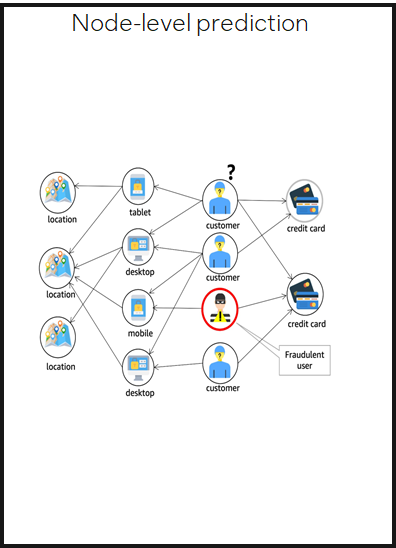 Node-level prediction
?
location
tablet
customer
credit card
location
desktop
customer
location
mobile
credit card
Fraudulent
user
desktop
customer